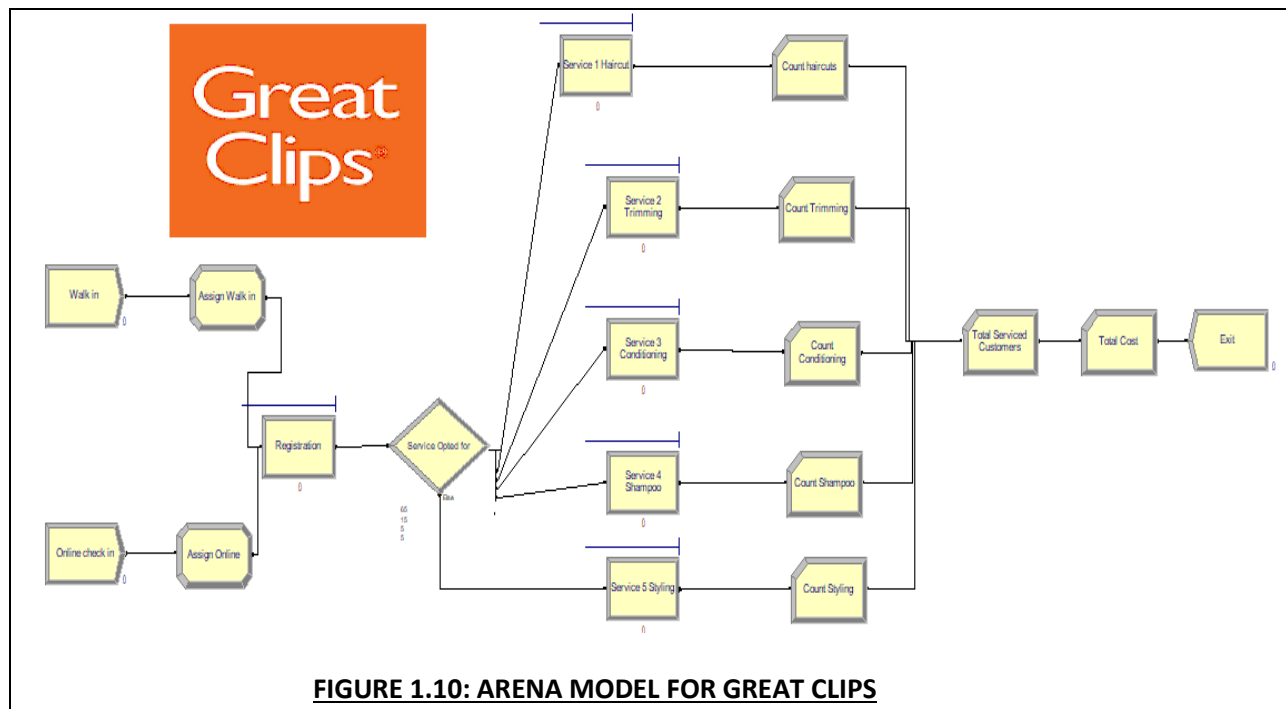 Great
Clips®
Walk in
0
Assign Walk in
Online check in
0
Assign Online
Registration
0
Service Opted for
Else
65
15
5
5
Service 1 Haircut
0
Count haircuts
Service 2
Trimming
0
Count Trimming
Service 3
Conditioning
0
Count
Conditioning
Service 4
Shampoo
0
Count Shampoo
Service 5 Styling
0
Count Styling
Total Serviced
Customers
Total Cost
Exit
0
FIGURE 1.10: ARENA MODEL FOR GREAT CLIPS